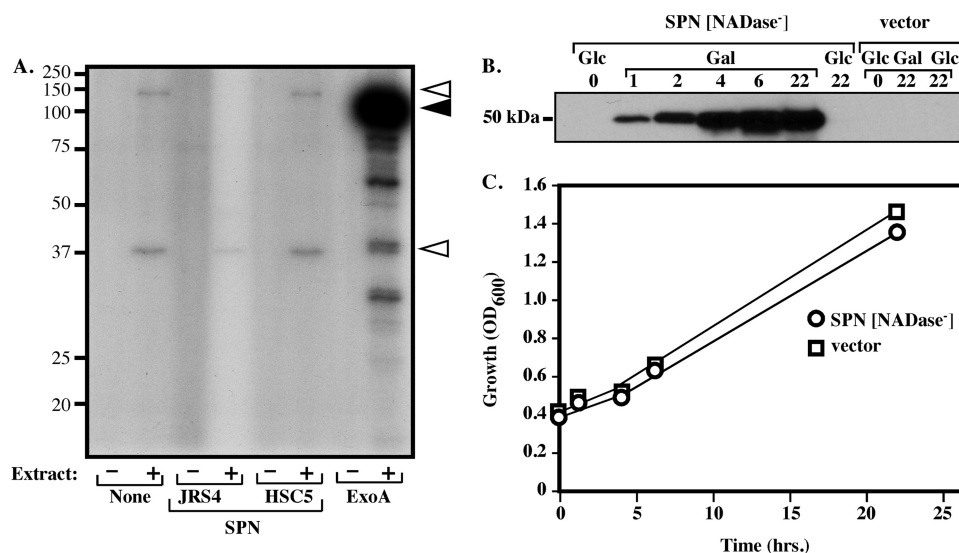 A.
250
150
100
75
50
37
25
20
Extract: − + − + − + − +
None JRS4 HSC5 ExoA
SPN
SPN [NADase-] vector
B.
Glc Gal Glc Glc Gal Glc
0 1 2 4 6 22 22 0 22 22
50 kDa
C.
1.6
1.4
1.2
1.0
0.8
0.6
0.4
0.2
0
Growth (OD600)
SPN [NADase-]
vector
0 5 10 15 20 25
Time (hrs.)